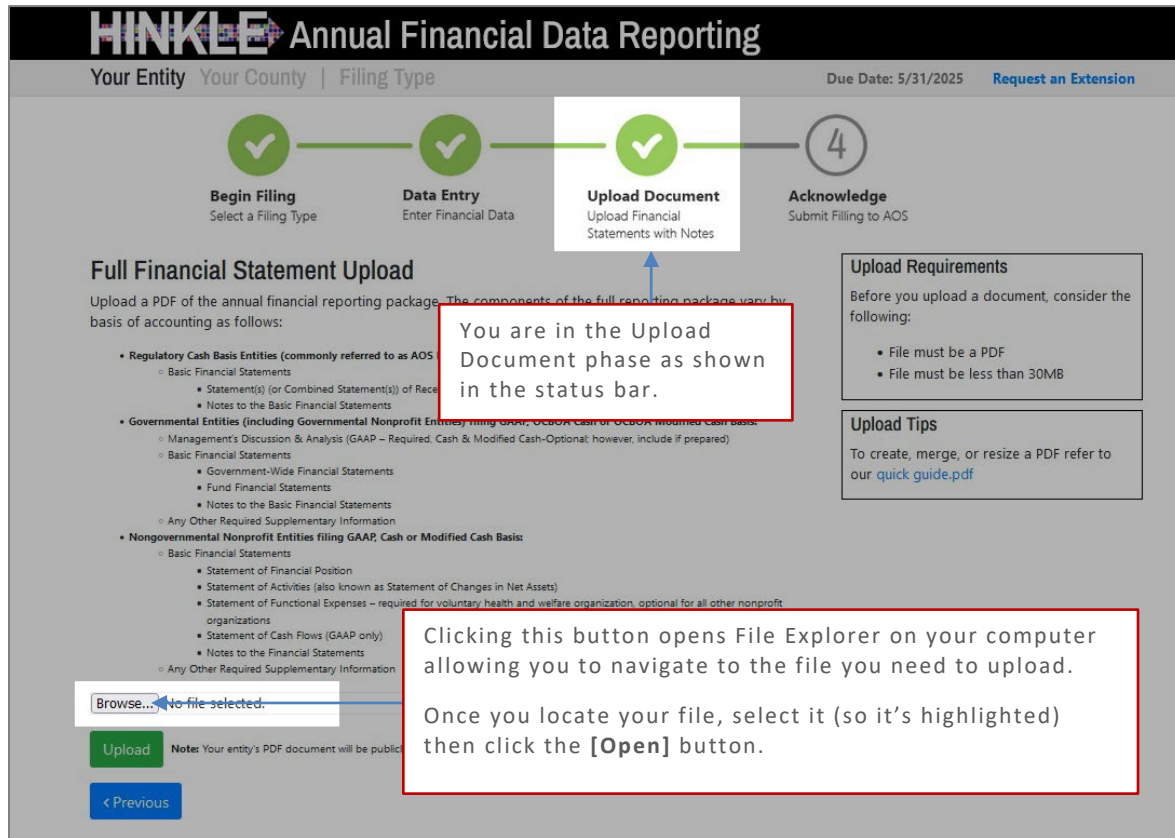 HINKLE Annual Financial Data Reporting
Your Entity Your County | Filing Type
Due Date: 5/31/2025 Request an Extension
4
Begin Filing
Select a Filing Type
Data Entry
Enter Financial Data
Upload Document
Upload Financial
Statements with Notes
Acknowledge
Submit Filling to AOS
Full Financial Statement Upload
Upload a PDF of the annual financial reporting package. The components of the full reporting package vary by
basis of accounting as follows:
• Regulatory Cash Basis Entities (commonly referred to as AOS
Basic Financial Statements
Statement(s) (or Combined Statement(s)) of Rece
Notes to the Basic Financial Statements
• Governmental Entities (including Governmental Nonprofit Entities) filing GAAP, OCBOA Cash or OCBOA Modified Cash Basis:
Management's Discussion & Analysis (GAAP – Required, Cash & Modified Cash-Optional; however, include if prepared)
Basic Financial Statements
Government-Wide Financial Statements
Fund Financial Statements
Notes to the Basic Financial Statements
Any Other Required Supplementary Information
• Nongovernmental Nonprofit Entities filing GAAP, Cash or Modified Cash Basis:
Basic Financial Statements
Statement of Financial Position
Statement of Activities (also known as Statement of Changes in Net Assets)
Statement of Functional Expenses – required for voluntary health and welfare organization, optional for all other nonprofit
organizations
Statement of Cash Flows (GAAP only)
Notes to the Financial Statements
Any Other Required Supplementary Information
You are in the Upload
Document phase as shown
in the status bar.
Upload Requirements
Before you upload a document, consider the
following:
• File must be a PDF
• File must be less than 30MB
Upload Tips
To create, merge, or resize a PDF refer to
our quick guide.pdf
Browse... No file selected.
Clicking this button opens File Explorer on your computer
allowing you to navigate to the file you need to upload.
Once you locate your file, select it (so it's highlighted)
then click the [Open] button.
Upload Note: Your entity's PDF document will be public
< Previous